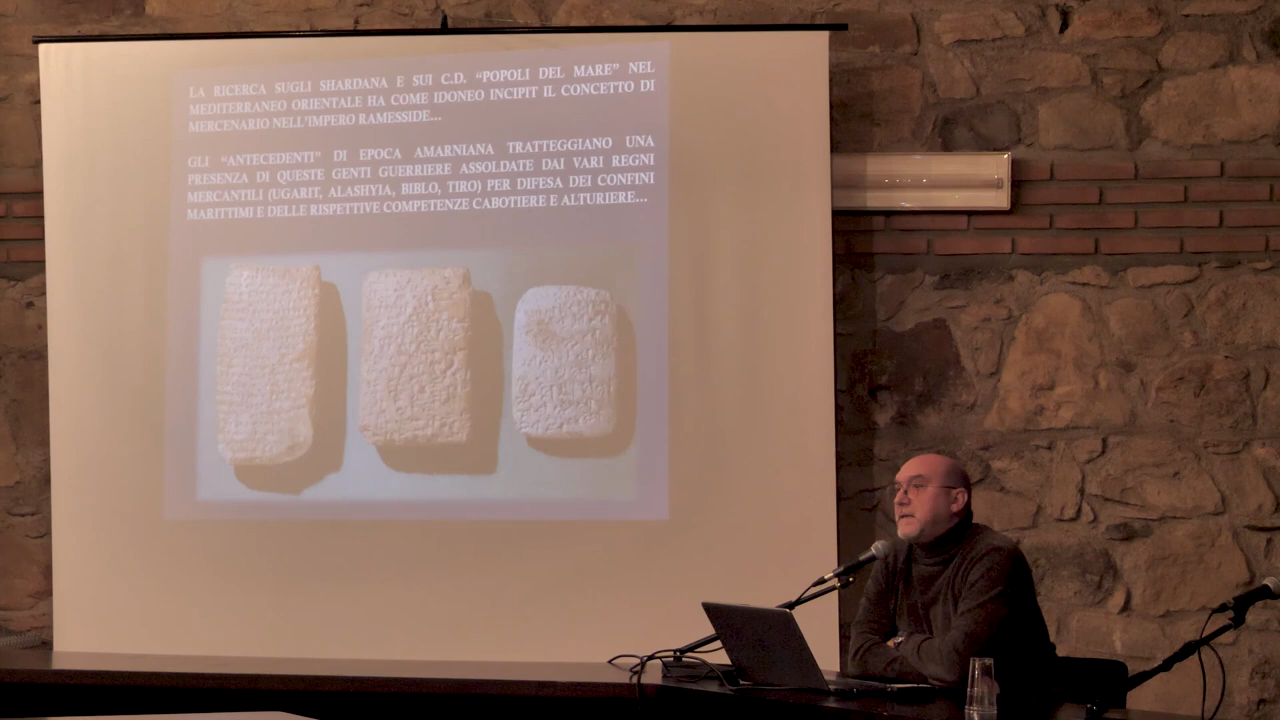 LA RICERCA SUGLI SHARDANA E SUI C.D. “POPOLI DEL MARE” NEL
MEDITERRANEO ORIENTALE HA COME IDONEO INCIPIT IL CONCETTO DI
MERCENARIO NELL’IMPERO RAMESSIDE...
GLI “ANTECEDENTI” DI EPOCA AMARNIANA TRATTEGGIANO UNA
PRESENZA DI QUESTE GENTI GUERRIERE ASSOLDATE DAI VARI REGNI
MERCANTILI (UGARIT, ALASHYIA, BIBLO, TIRO) PER DIFESA DEI CONFINI
MARITTIMI E DELLE RISPETTIVE COMPETENZE CABOTIERE E ALTURIERE...